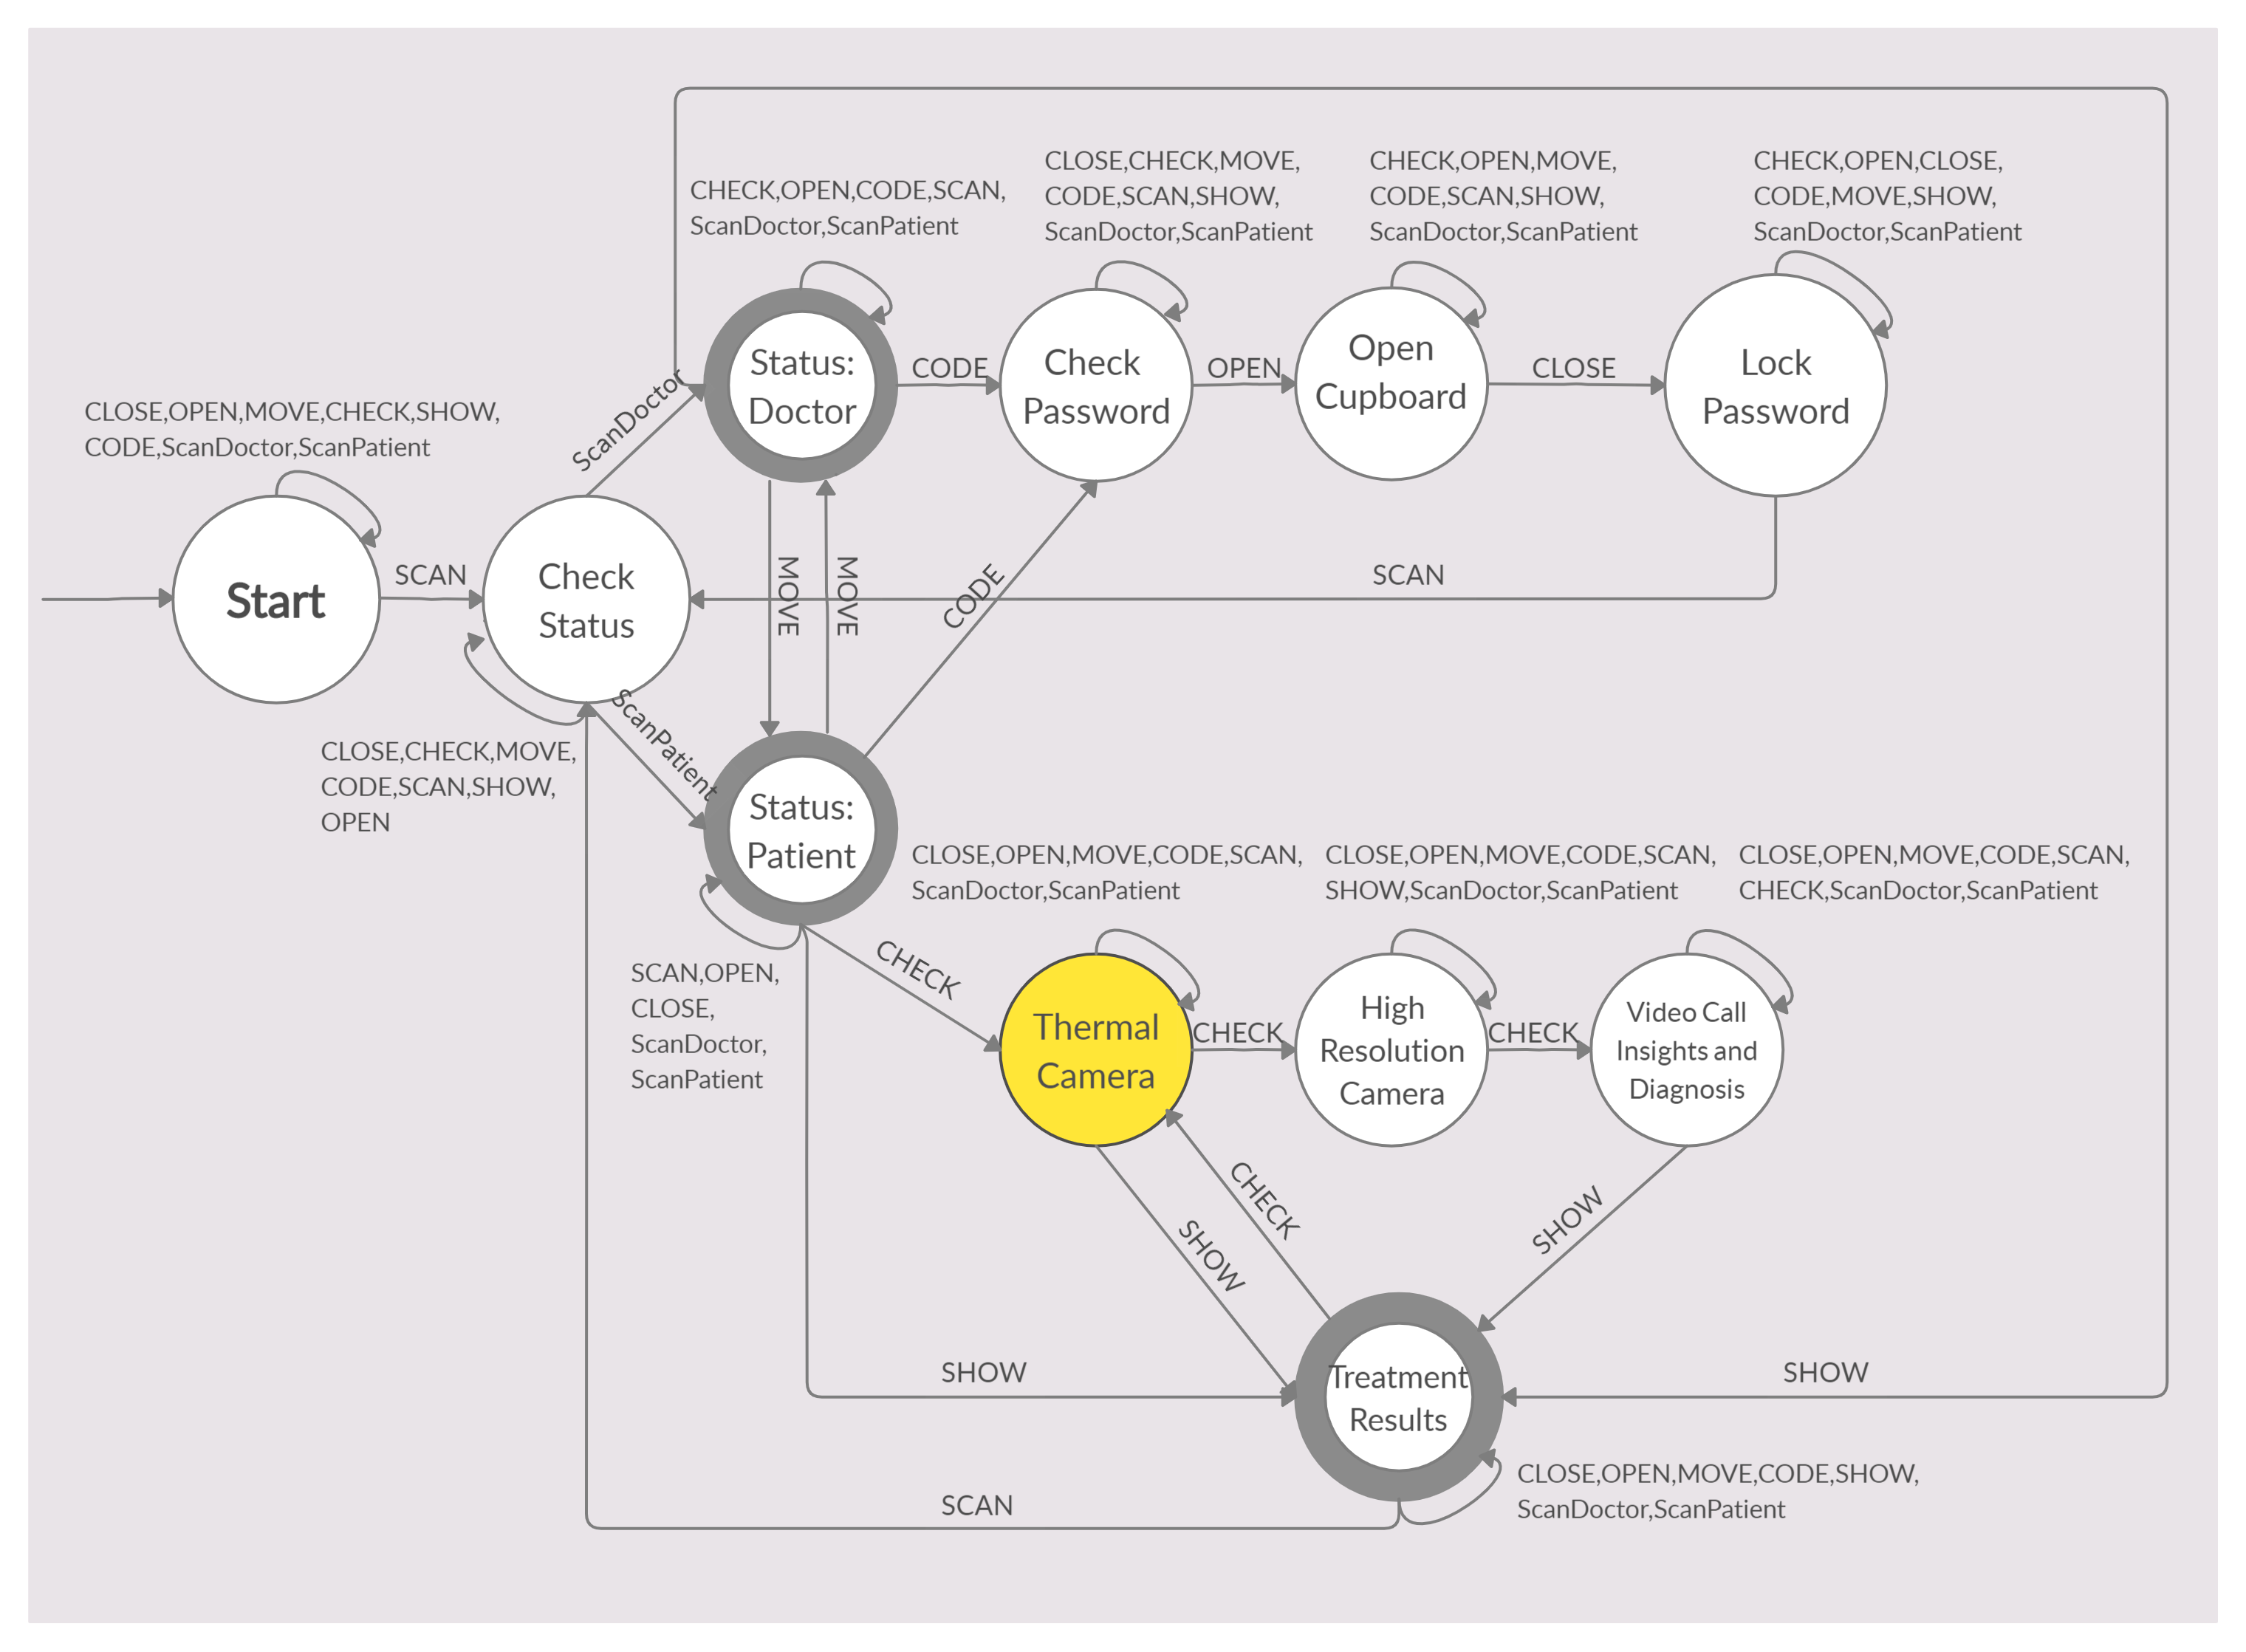 CLOSE,CHECK,MOVE,
CODE,SCAN,SHOW,
ScanDoctor,ScanPatient
CHECK,OPEN,MOVE,
CODE,SCAN,SHOW,
ScanDoctor,ScanPatient
CHECK,OPEN,CLOSE,
CODE,MOVE,SHOW,
ScanDoctor,ScanPatient
CHECK,OPEN,CODE,SCAN,
ScanDoctor,ScanPatient
Status:
Doctor
CODE
Check
Password
OPEN
Open
Cupboard
CLOSE
Lock
Password
ScanDoctor
CLOSE,OPEN,MOVE,CHECK,SHOW,
CODE,ScanDoctor,ScanPatient
Start
SCAN
Check
Status
MOVE
MOVE
CODE
SCAN
ScanPatient
CLOSE,CHECK,MOVE,
CODE,SCAN,SHOW,
OPEN
Status:
Patient
CLOSE,OPEN,MOVE,CODE,SCAN,
ScanDoctor,ScanPatient
CLOSE,OPEN,MOVE,CODE,SCAN,
SHOW,ScanDoctor,ScanPatient
CLOSE,OPEN,MOVE,CODE,SCAN,
CHECK,ScanDoctor,ScanPatient
SCAN,OPEN,
CLOSE,
ScanDoctor,
ScanPatient
CHECK
Thermal
Camera
CHECK
High
Resolution
Camera
CHECK
Video Call
Insights and
Diagnosis
CHECK
SHOW
SHOW
SHOW
Treatment
Results
SHOW
CLOSE,OPEN,MOVE,CODE,SHOW,
ScanDoctor,ScanPatient
SCAN